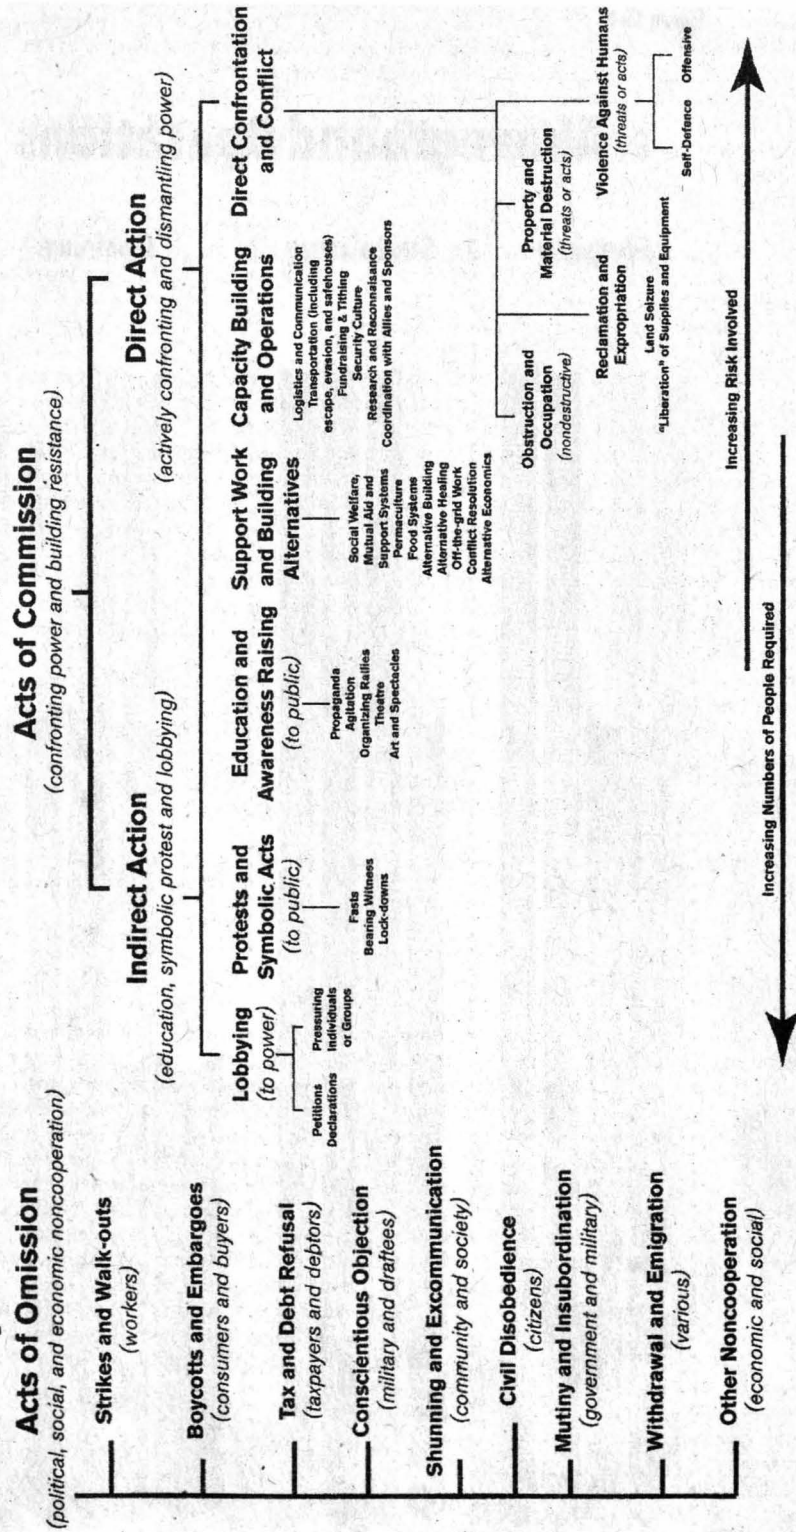 Acts of Omission
(political, social, and economic noncooperation)
Strikes and Walk-outs
(workers)
Boycotts and Embargoes
(consumers and buyers)
Tax and Debt Refusal
(taxpayers and debtors)
Conscientious Objection
(military and draftees)
Shunning and Excommunication
(community and society)
Civil Disobedience
(citizens)
Mutiny and Insubordination
(government and military)
Withdrawal and Emigration
(various)
Other Noncooperation
(economic and social)
Acts of Commission
(confronting power and building resistance)
Indirect Action
(education, symbolic protest and lobbying)
Lobbying
(to power)
Petitions
Declarations
Pressuring
Individuals
or Groups
Protests and
Symbolic Acts
(to public)
Fasts
Bearing Witness
Lock-downs
Education and
Awareness Raising
(to public)
Propaganda
Agitation
Organizing Rallies
Theatre
Art and Spectacles
Support Work
and Building
Alternatives
Social Welfare,
Mutual Aid and
Support Systems
Permaculture
Food Systems
Alternative Building
Alternative Healing
Off-the-grid Work
Conflict Resolution
Alternative Economics
Direct Action
(actively confronting and dismantling power)
Capacity Building
and Operations
Logistics and Communication
Transportation (including
escape, evasion, and safehouses)
Fundraising & Tithing
Security Culture
Research and Reconnaisance
Coordination with Allies and Sponsors
Direct Confrontation
and Conflict
Obstruction and
Occupation
(nondestructive)
Reclamation and
Expropriation
Land Seizure
"Liberation" of Supplies and Equipment
Property and
Material Destruction
(threats or acts)
Violence Against Humans
(threats or acts)
Self-Defence
Offensive
Increasing Risk Involved
Increasing Numbers of People Required